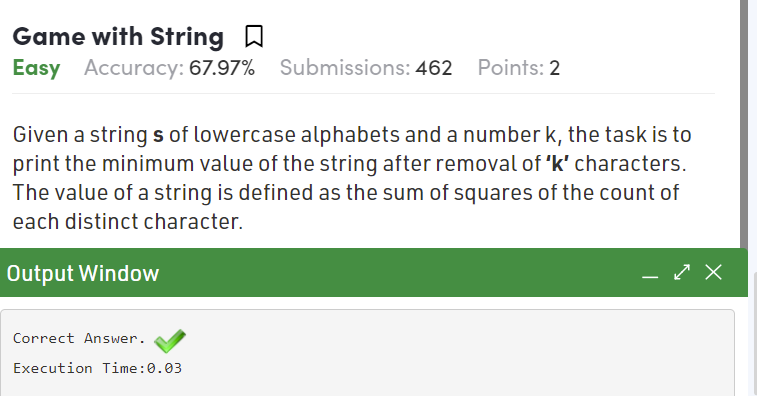 Game with String
Easy Accuracy: 67.97% Submissions: 462 Points: 2
Given a string s of lowercase alphabets and a number k, the task is to
print the minimum value of the string after removal of ‘k’ characters.
The value of a string is defined as the sum of squares of the count of
each distinct character.
Output Window
Correct Answer.
Execution Time:0.03